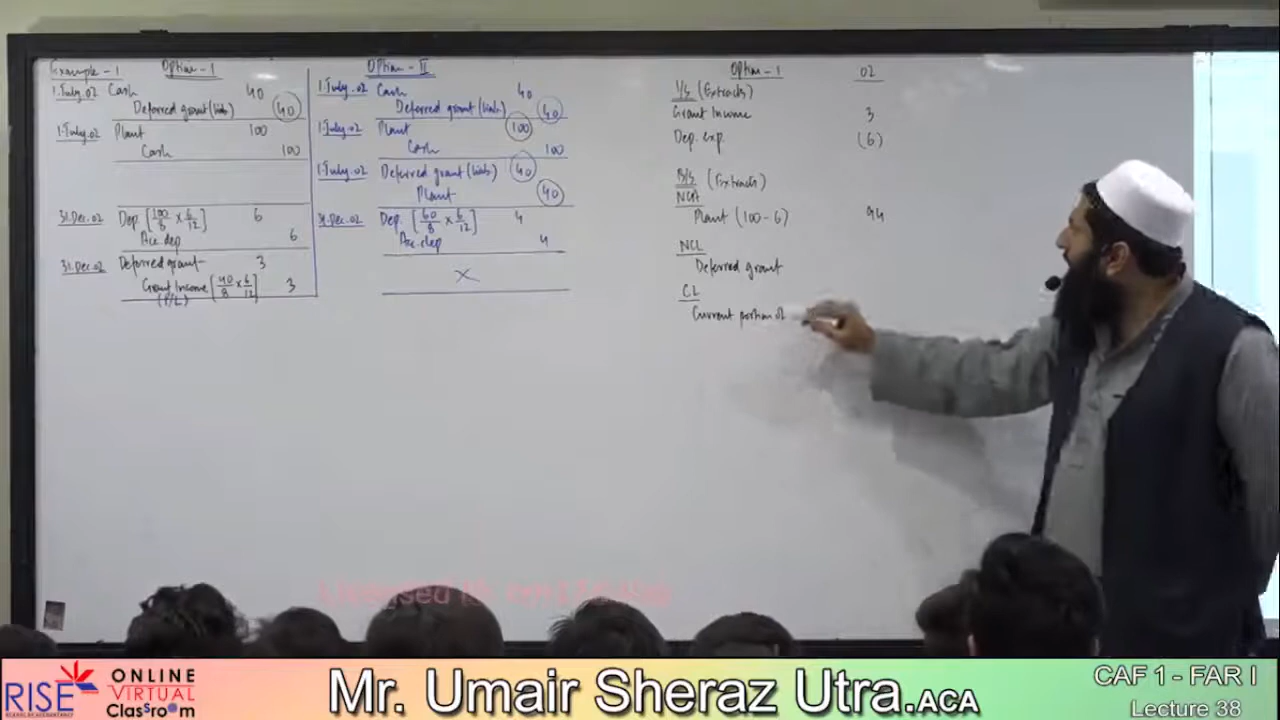 Example - 1 Option - 1
1.July.02 Cash 40
Deferred grant (liab.) 40
1.July.02 Plant 100
Cash 100
31.Dec.02 Dep [100/8 x 6/12] 6
Acc.dep 6
31.Dec.02 Deferred grant 3
Grant Income [40/8 x 6/12] 3
(P/L)
Option - II
1.July.02 Cash 40
Deferred grant (liab.) 40
1.July.02 Plant 100
Cash 100
1.July.02 Deferred grant (liab.) 40
Plant 40
31.Dec.02 Dep. [60/8 x 6/12] 4
Acc.dep 4
X
Option - 1 02
I/S (Extracts)
Grant Income 3
Dep. exp. (6)
B/S (Extracts)
NCA
Plant (100 - 6) 94
NCL
Deferred grant
CL
Current portion of
RISE
ONLINE
VIRTUAL
ClassrOOm
Mr. Umair Sheraz Utra.ACA
CAF 1 - FAR I
Lecture 38